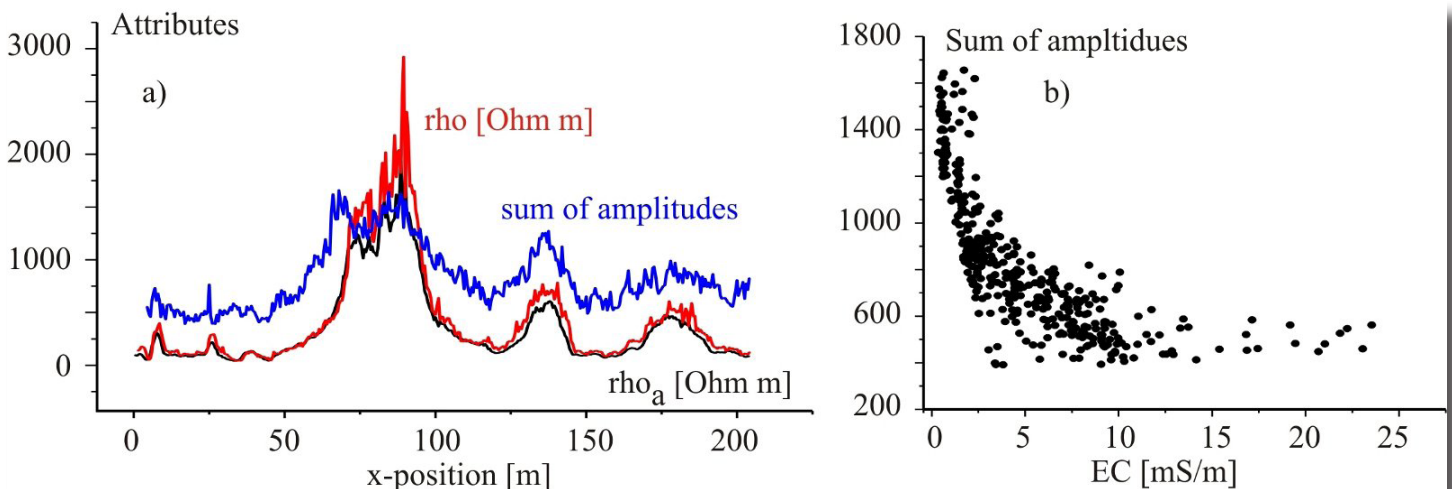 Attributes
a)
3000
2000
1000
0
rho [Ohm m]
sum of amplitudes
rhoa [Ohm m]
0 50 100 150 200
x-position [m]
Sum of ampltidues
b)
1800
1400
1000
600
200
0 5 10 15 20 25
EC [mS/m]